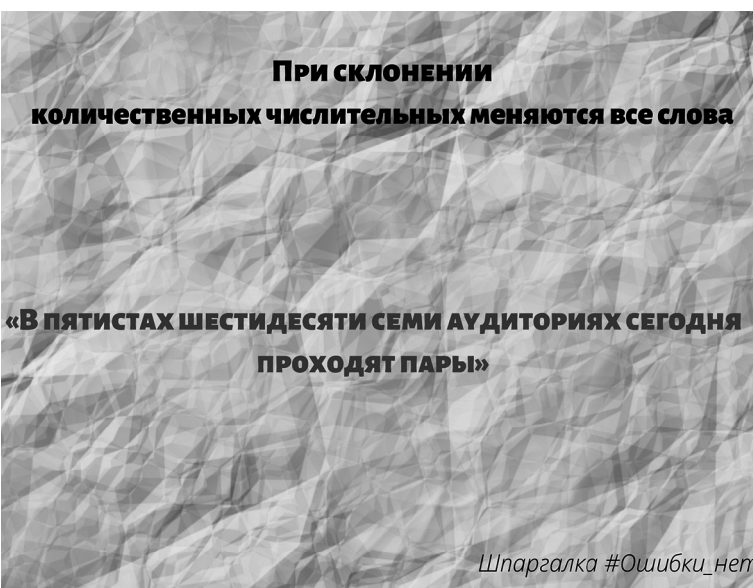 При склонении
количественных числительных меняются все слова
«В пятистах шестидесяти семи аудиториях сегодня
проходят пары»
Шпаргалка #Ошибки_нет